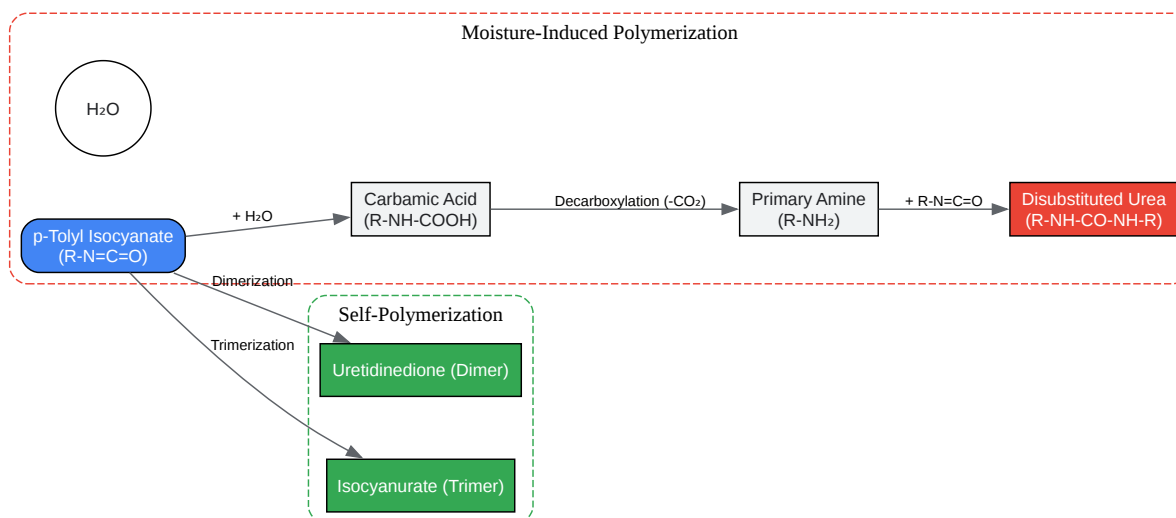 Moisture-Induced Polymerization
H₂O
p-Tolyl Isocyanate
(R-N=C=O)
+ H₂O
Carbamic Acid
(R-NH-COOH)
Decarboxylation (-CO₂)
Primary Amine
(R-NH₂)
+ R-N=C=O
Disubstituted Urea
(R-NH-CO-NH-R)
Dimerization
Trimerization
Self-Polymerization
Uretidinedione (Dimer)
Isocyanurate (Trimer)